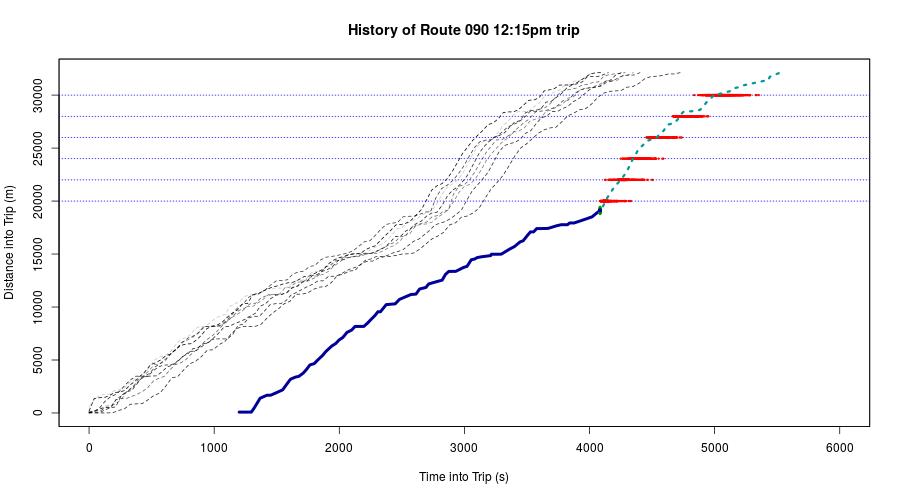 History of Route 090 12:15pm trip
Distance into Trip (m)
30000
25000
20000
15000
10000
5000
0
0 1000 2000 3000 4000 5000 6000
Time into Trip (s)